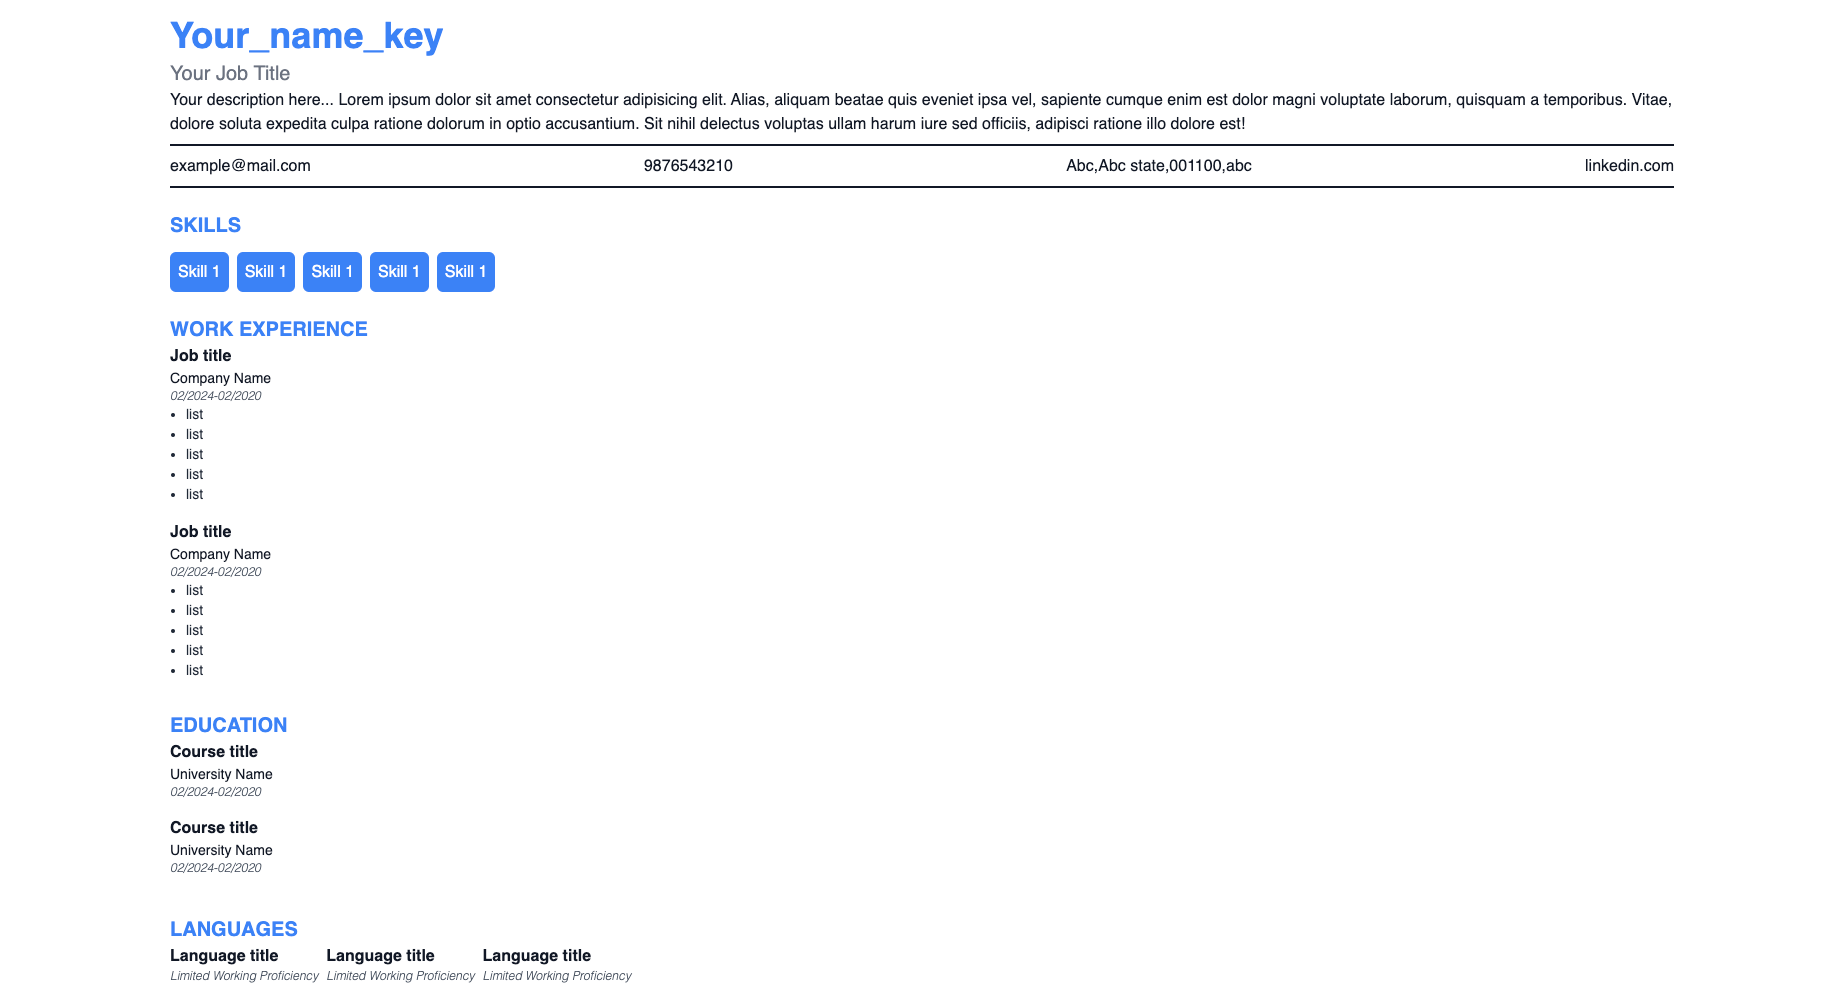 Your_name_key
Your Job Title
Your description here... Lorem ipsum dolor sit amet consectetur adipisicing elit. Alias, aliquam beatae quis eveniet ipsa vel, sapiente cumque enim est dolor magni voluptate laborum, quisquam a temporibus. Vitae,
dolore soluta expedita culpa ratione dolorum in optio accusantium. Sit nihil delectus voluptas ullam harum iure sed officiis, adipisci ratione illo dolore est!
example@mail.com 9876543210 Abc,Abc state,001100,abc linkedin.com
SKILLS
Skill 1 Skill 1 Skill 1 Skill 1 Skill 1
WORK EXPERIENCE
Job title
Company Name
02/2024-02/2020
• list
• list
• list
• list
• list
Job title
Company Name
02/2024-02/2020
• list
• list
• list
• list
• list
EDUCATION
Course title
University Name
02/2024-02/2020
Course title
University Name
02/2024-02/2020
LANGUAGES
Language title Language title Language title
Limited Working Proficiency Limited Working Proficiency Limited Working Proficiency